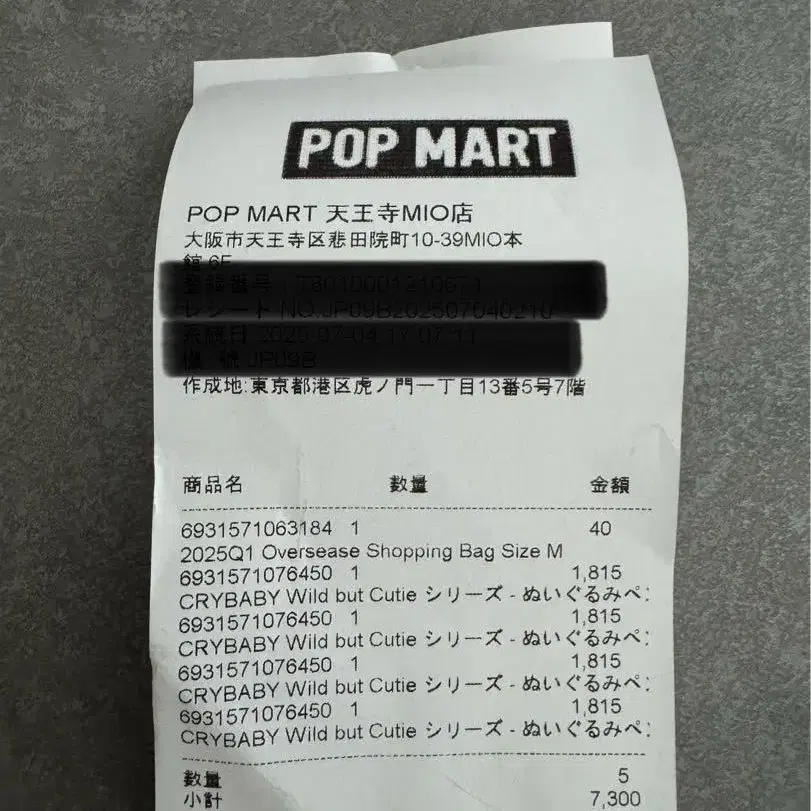 POP MART
POP MART 天王寺MIO店
大阪市天王寺区悲田院町10-39MIO本
館 6F
レシート NO.JP09B202507040210
作成地:東京都港区虎ノ門一丁目13番5号7階
商品名 数量 金額
6931571063184 1 40
2025Q1 Oversease Shopping Bag Size M
6931571076450 1 1,815
CRYBABY Wild but Cutie シリーズ - ぬいぐるみペ
6931571076450 1 1,815
CRYBABY Wild but Cutie シリーズ - ぬいぐるみペ
6931571076450 1 1,815
CRYBABY Wild but Cutie シリーズ - ぬいぐるみペ
6931571076450 1 1,815
CRYBABY Wild but Cutie シリーズ - ぬいぐるみペ
数量 5
小計 7,300